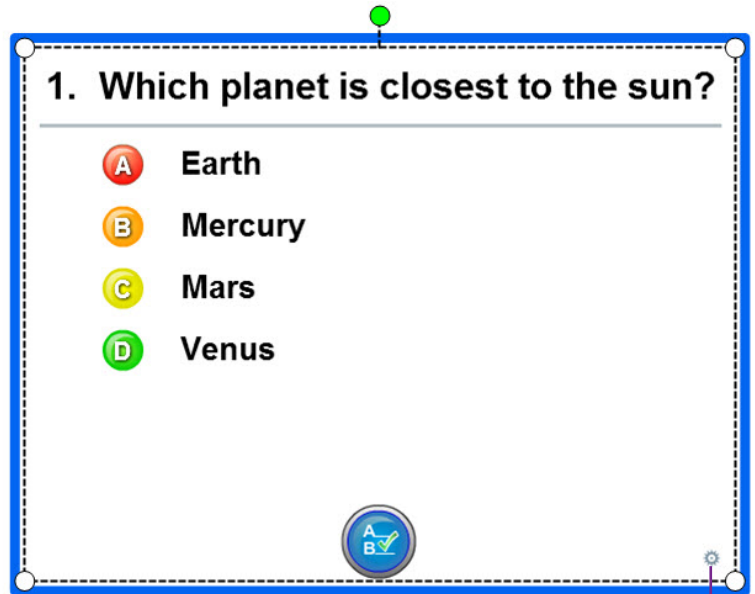 1. Which planet is closest to the sun?
A Earth
B Mercury
C Mars
D Venus
A
B